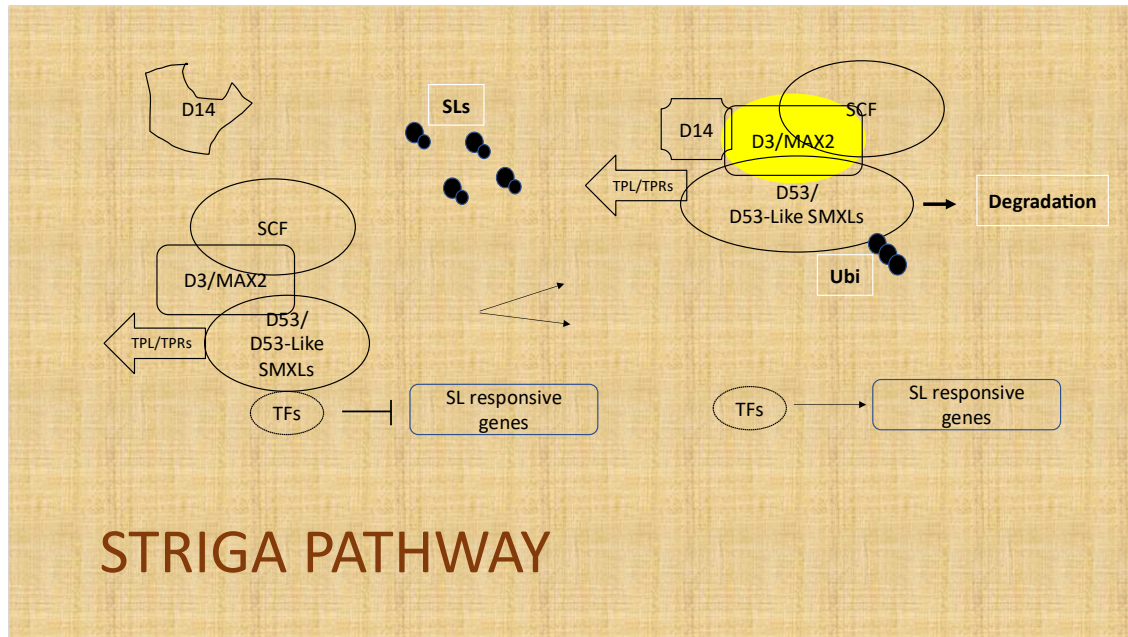 D14
SLs
SCF
D3/MAX2
D53/
D53-Like
SMXLs
TPL/TPRs
TFs
SL responsive
genes
SCF
D14
D3/MAX2
TPL/TPRs
D53/
D53-Like SMXLs
Degradation
Ubi
TFs
SL responsive
genes
STRIGA PATHWAY